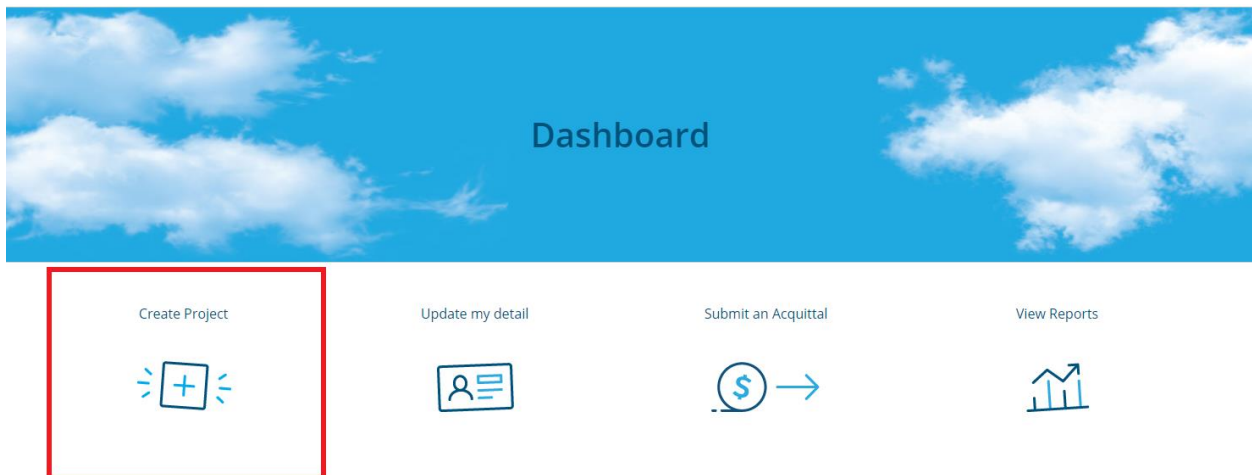 Dashboard
Create Project
Update my detail
Submit an Acquittal
View Reports
$